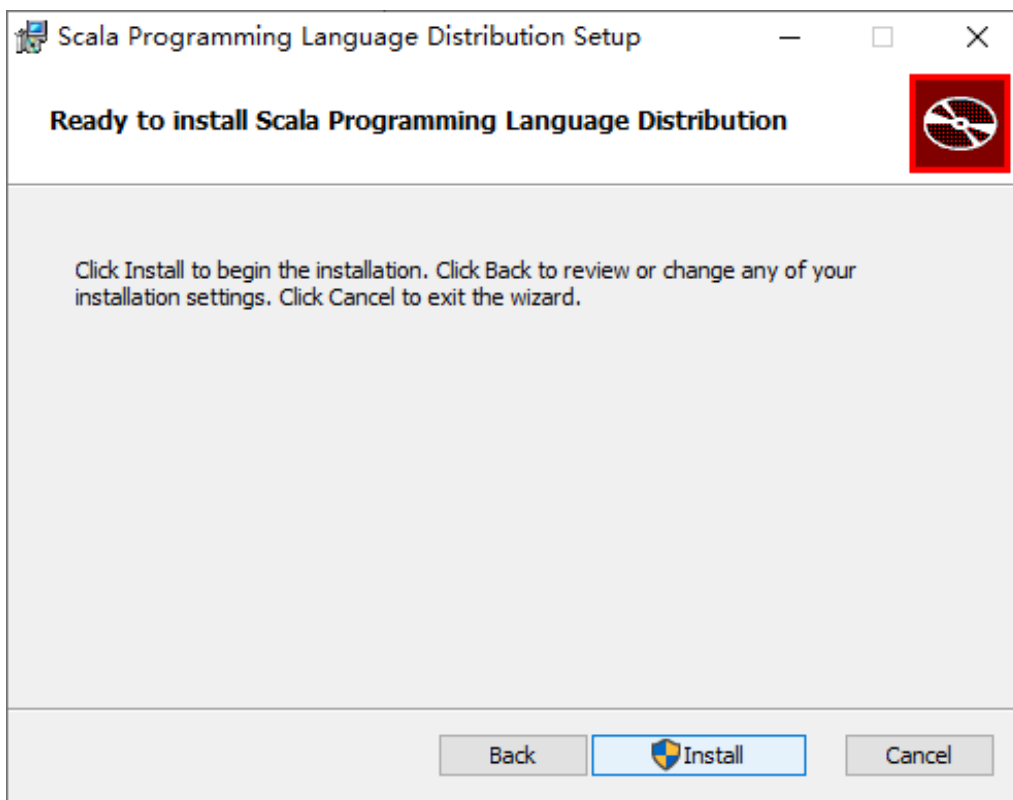 Scala Programming Language Distribution Setup
Ready to install Scala Programming Language Distribution
Click Install to begin the installation. Click Back to review or change any of your
installation settings. Click Cancel to exit the wizard.
Back Install Cancel